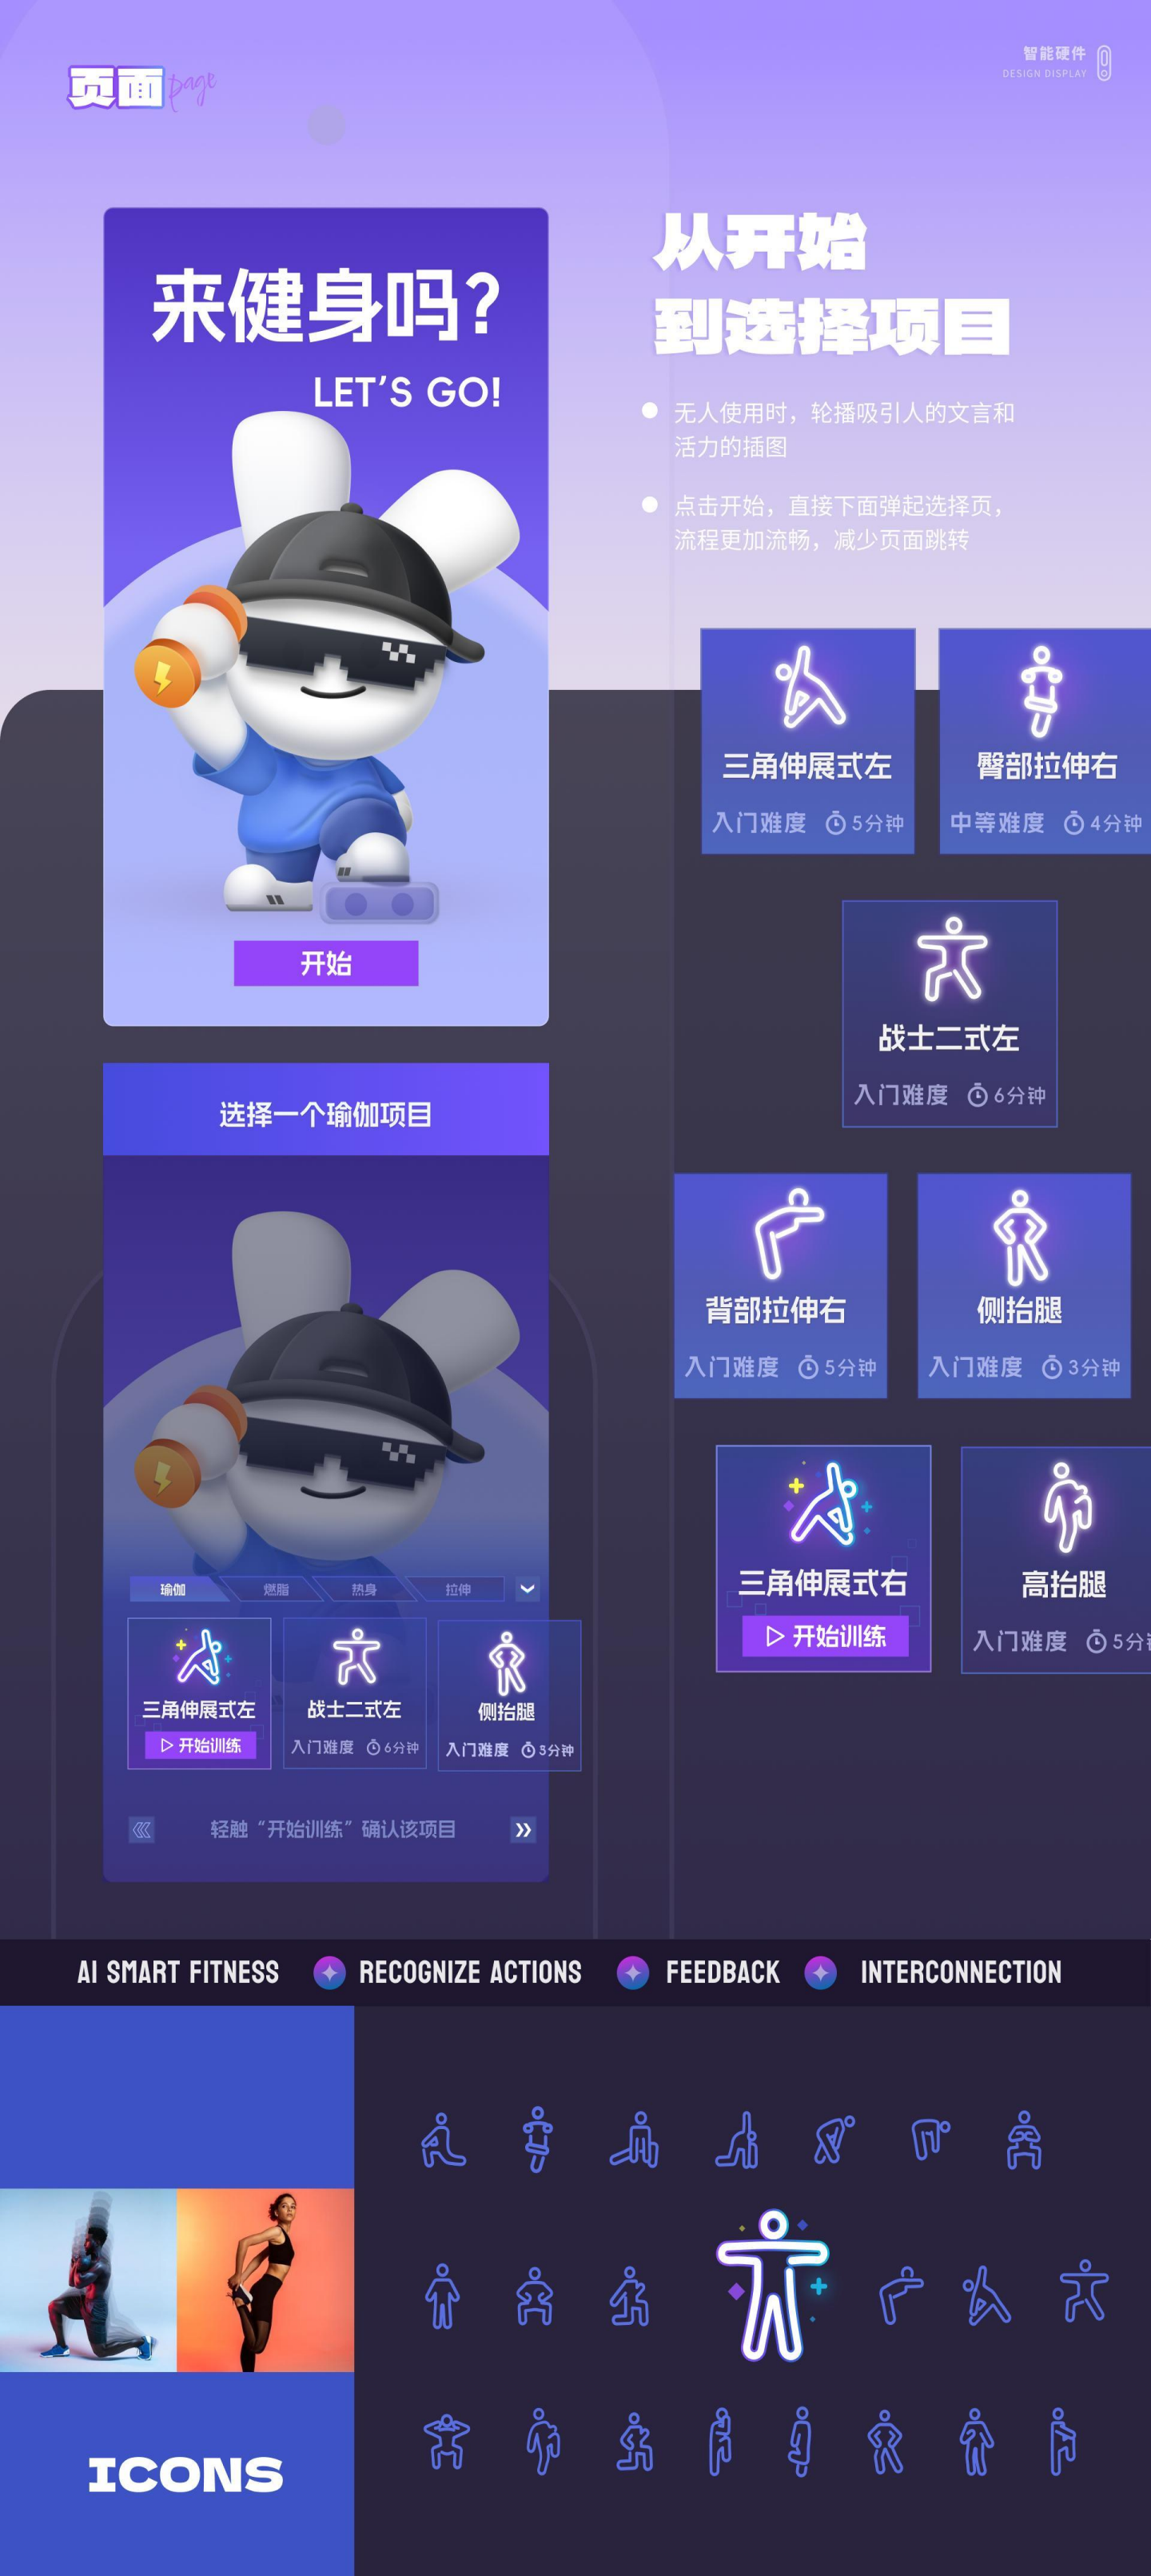 页面 page
智能硬件
DESIGN DISPLAY
来健身吗?
LET'S GO!
开始
从开始
到选择项目
无人使用时，轮播吸引人的文言和
活力的插图
点击开始，直接下面弹起选择页，
流程更加流畅，减少页面跳转
三角伸展式左
入门难度 5分钟
臀部拉伸右
中等难度 4分钟
战士二式左
入门难度 6分钟
背部拉伸右
入门难度 5分钟
侧抬腿
入门难度 3分钟
三角伸展式右
开始训练
高抬腿
入门难度 5分钟
选择一个瑜伽项目
瑜伽 燃脂 热身 拉伸
三角伸展式左
开始训练
战士二式左
入门难度 6分钟
侧抬腿
入门难度 3分钟
轻触“开始训练”确认该项目
AI SMART FITNESS RECOGNIZE ACTIONS FEEDBACK INTERCONNECTION
ICONS